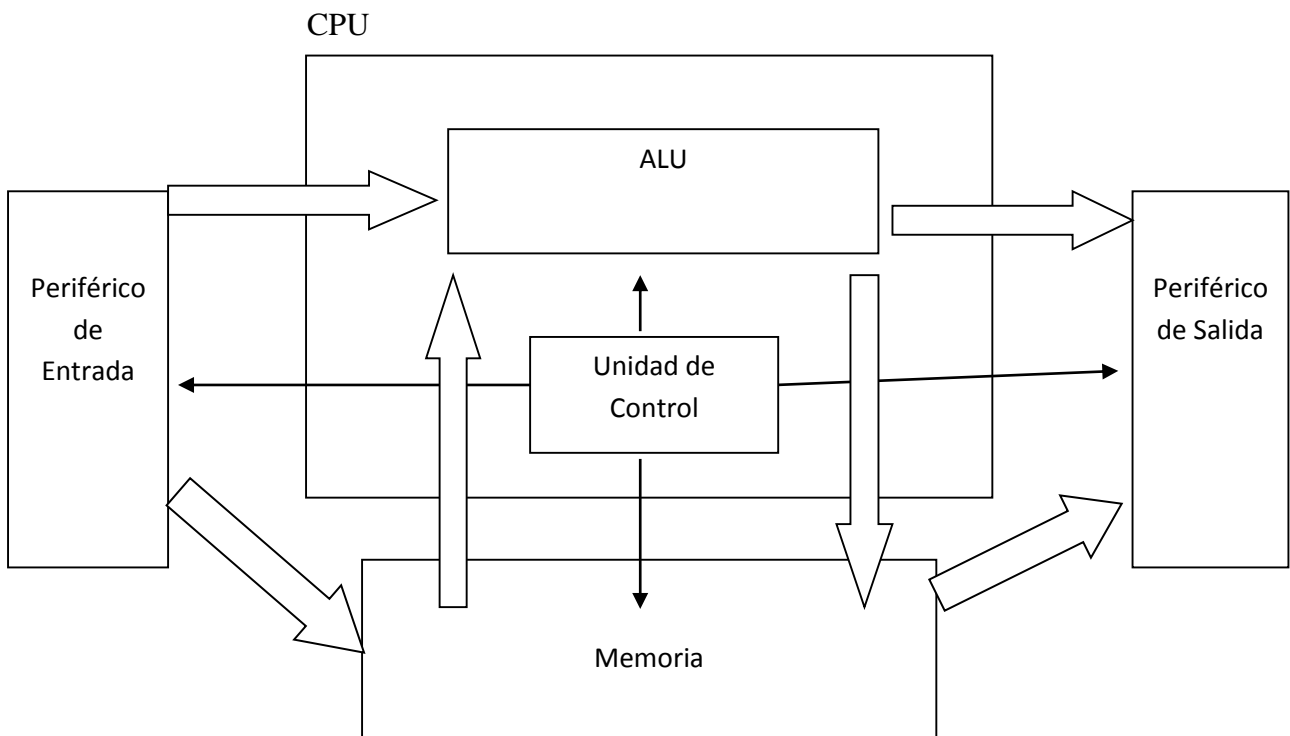 CPU
ALU
Periférico
de
Entrada
Unidad de
Control
Periférico
de Salida
Memoria